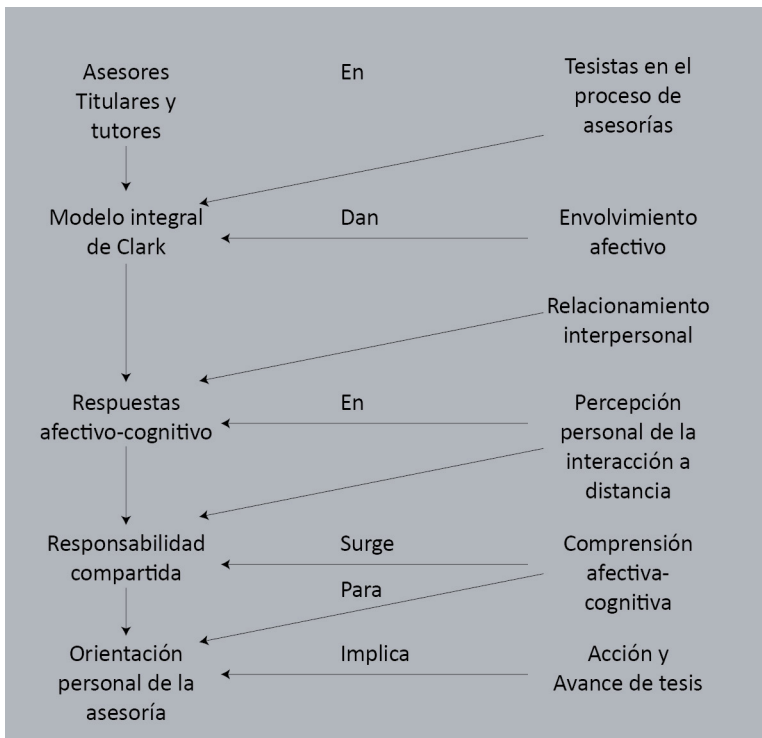 Asesores
Titulares y
tutores
En
Tesistas en el
proceso de
asesorías
Modelo integral
de Clark
Dan
Envolvimiento
afectivo
Relacionamiento
interpersonal
Respuestas
afectivo-cognitivo
En
Percepción
personal de la
interacción a
distancia
Responsabilidad
compartida
Surge
Comprensión
afectiva-
cognitiva
Para
Orientación
personal de la
asesoría
Implica
Acción y
Avance de tesis